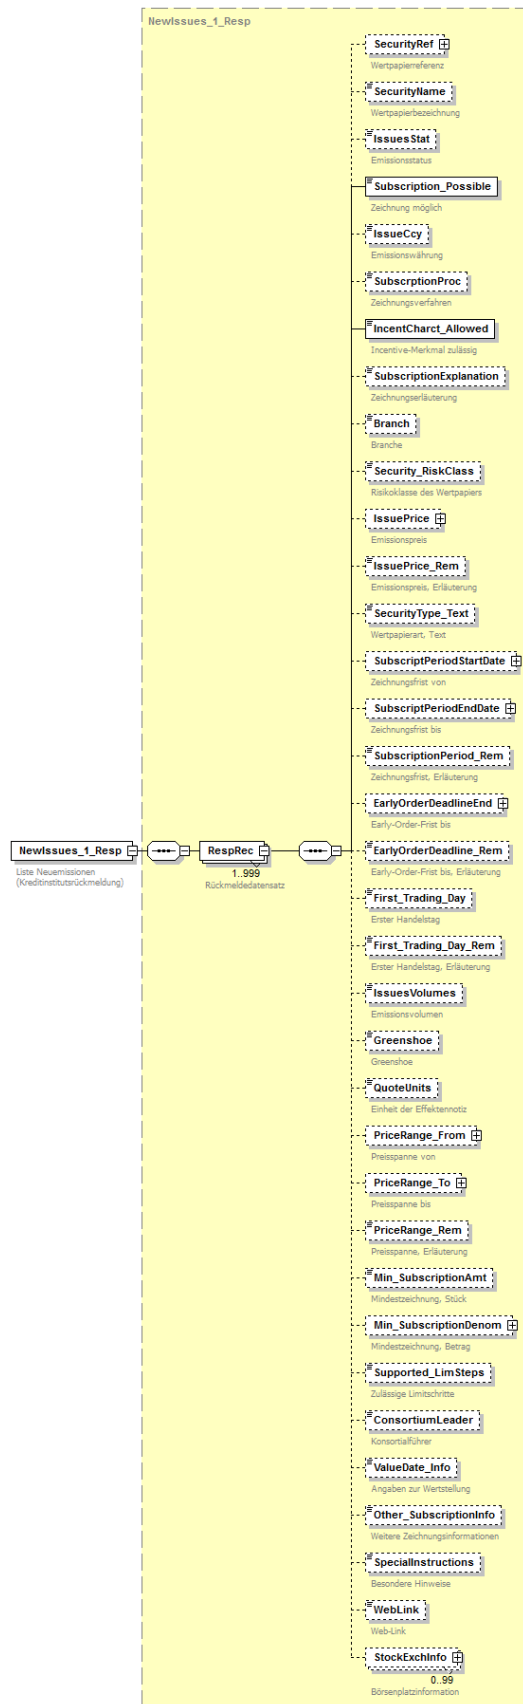 NewIssues_1_Resp
SecurityRef
Wertpapierreferenz
SecurityName
Wertpapierbezeichnung
IssuesStat
Emissionsstatus
Subscription_Possible
Zeichnung möglich
IssueCcy
Emissionswährung
SubscrptionProc
Zeichnungsverfahren
IncentCharct_Allowed
Incentive-Merkmal zulässig
SubscriptionExplanation
Zeichnungserläuterung
Branch
Branche
Security_RiskClass
Risikoklasse des Wertpapiers
IssuePrice
Emissionspreis
IssuePrice_Rem
Emissionspreis, Erläuterung
SecurityType_Text
Wertpapierart, Text
SubscriptPeriodStartDate
Zeichnungsfrist von
SubscriptPeriodEndDate
Zeichnungsfrist bis
SubscriptionPeriod_Rem
Zeichnungsfrist, Erläuterung
EarlyOrderDeadlineEnd
Early-Order-Frist bis
NewIssues_1_Resp
Liste Neuemissionen
(Kreditinstitutsrückmeldung)
RespRec
1..999
Rückmeldedatensatz
EarlyOrderDeadline_Rem
Early-Order-Frist bis, Erläuterung
First_Trading_Day
Erster Handelstag
First_Trading_Day_Rem
Erster Handelstag, Erläuterung
IssuesVolumes
Emissionsvolumen
Greenshoe
Greenshoe
QuoteUnits
Einheit der Effektennotiz
PriceRange_From
Preisspanne von
PriceRange_To
Preisspanne bis
PriceRange_Rem
Preisspanne, Erläuterung
Min_SubscriptionAmt
Mindestzeichnung, Stück
Min_SubscriptionDenom
Mindestzeichnung, Betrag
Supported_LimSteps
Zulässige Limitschritte
ConsortiumLeader
Konsortialführer
ValueDate_Info
Angaben zur Wertstellung
Other_SubscriptionInfo
Weitere Zeichnungsinformationen
SpecialInstructions
Besondere Hinweise
WebLink
Web-Link
StockExchInfo
0..99
Börsenplatzinformation